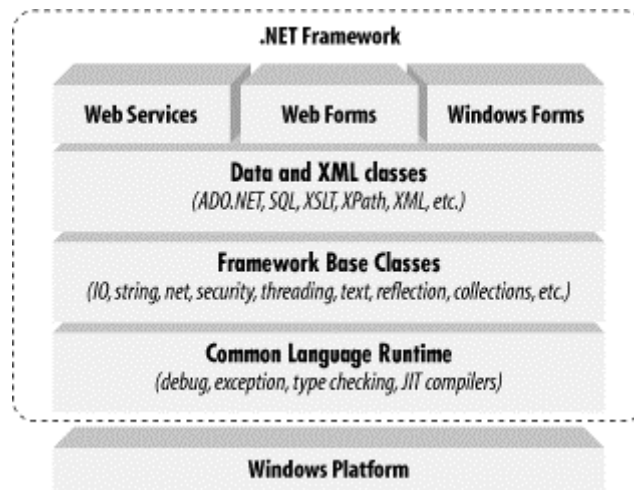 .NET Framework
Web Services
Web Forms
Windows Forms
Data and XML classes
(ADO.NET, SQL, XSLT, XPath, XML, etc.)
Framework Base Classes
(IO, string, net, security, threading, text, reflection, collections, etc.)
Common Language Runtime
(debug, exception, type checking, JIT compilers)
Windows Platform